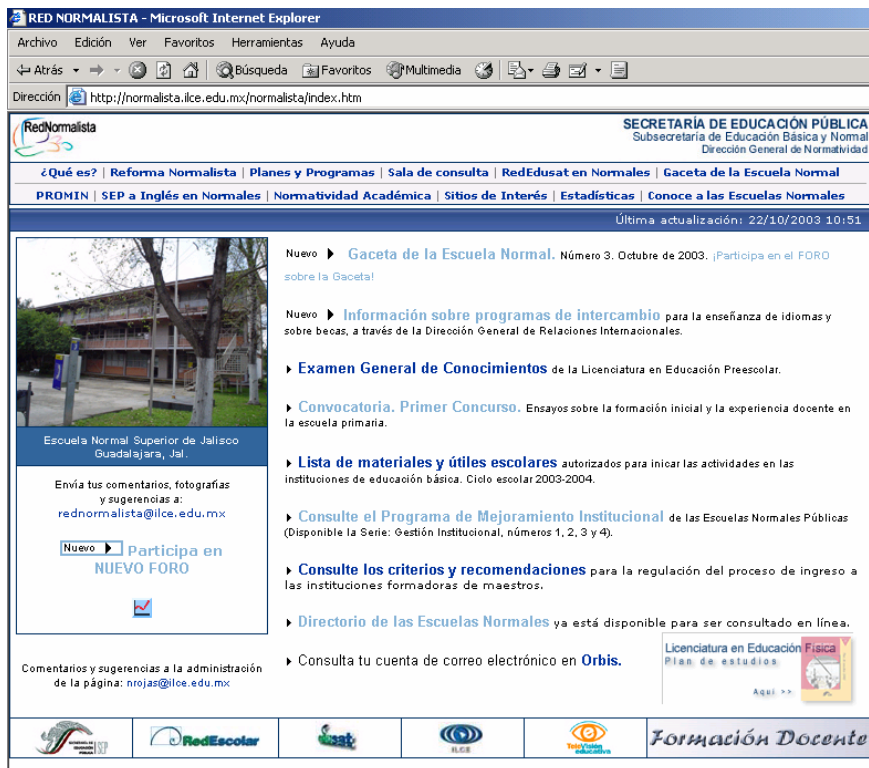 RED NORMALISTA - Microsoft Internet Explorer
Archivo Edición Ver Favoritos Herramientas Ayuda
Atrás Búsqueda Favoritos Multimedia
Dirección http://normalista.ilce.edu.mx/normalista/index.htm
RedNormalista
SECRETARÍA DE EDUCACIÓN PÚBLICA
Subsecretaría de Educación Básica y Normal
Dirección General de Normatividad
¿Qué es? | Reforma Normalista | Planes y Programas | Sala de consulta | RedEdusat en Normales | Gaceta de la Escuela Normal
PROMIN | SEP a Inglés en Normales | Normatividad Académica | Sitios de Interés | Estadísticas | Conoce a las Escuelas Normales
Última actualización: 22/10/2003 10:51
Escuela Normal Superior de Jalisco
Guadalajara, Jal.
Envía tus comentarios, fotografías
y sugerencias a:
rednormalista@ilce.edu.mx
Nuevo Participa en
NUEVO FORO
Comentarios y sugerencias a la administración
de la página: nrojas@ilce.edu.mx
Nuevo Gaceta de la Escuela Normal. Número 3. Octubre de 2003. ¡Participa en el FORO
sobre la Gaceta!
Nuevo Información sobre programas de intercambio para la enseñanza de idiomas y
sobre becas, a través de la Dirección General de Relaciones Internacionales.
Examen General de Conocimientos de la Licenciatura en Educación Preescolar.
Convocatoria. Primer Concurso. Ensayos sobre la formación inicial y la experiencia docente en
la escuela primaria.
Lista de materiales y útiles escolares autorizados para inicar las actividades en las
instituciones de educación básica. Ciclo escolar 2003-2004.
Consulte el Programa de Mejoramiento Institucional de las Escuelas Normales Públicas
(Disponible la Serie: Gestión Institucional, números 1, 2, 3 y 4).
Consulte los criterios y recomendaciones para la regulación del proceso de ingreso a
las instituciones formadoras de maestros.
Directorio de las Escuelas Normales ya está disponible para ser consultado en línea.
Consulta tu cuenta de correo electrónico en Orbis.
Licenciatura en Educación Física
Plan de estudios
Aquí >>
SEP
RedEscolar
ILCE
TeleVisión
educativa
Formación Docente